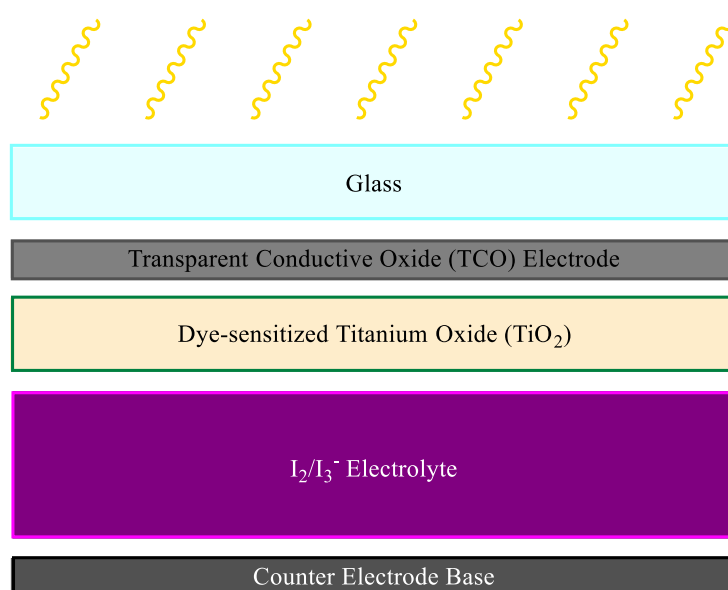 Glass
Transparent Conductive Oxide (TCO) Electrode
Dye-sensitized Titanium Oxide (TiO₂)
I₂/I₃⁻ Electrolyte
Counter Electrode Base